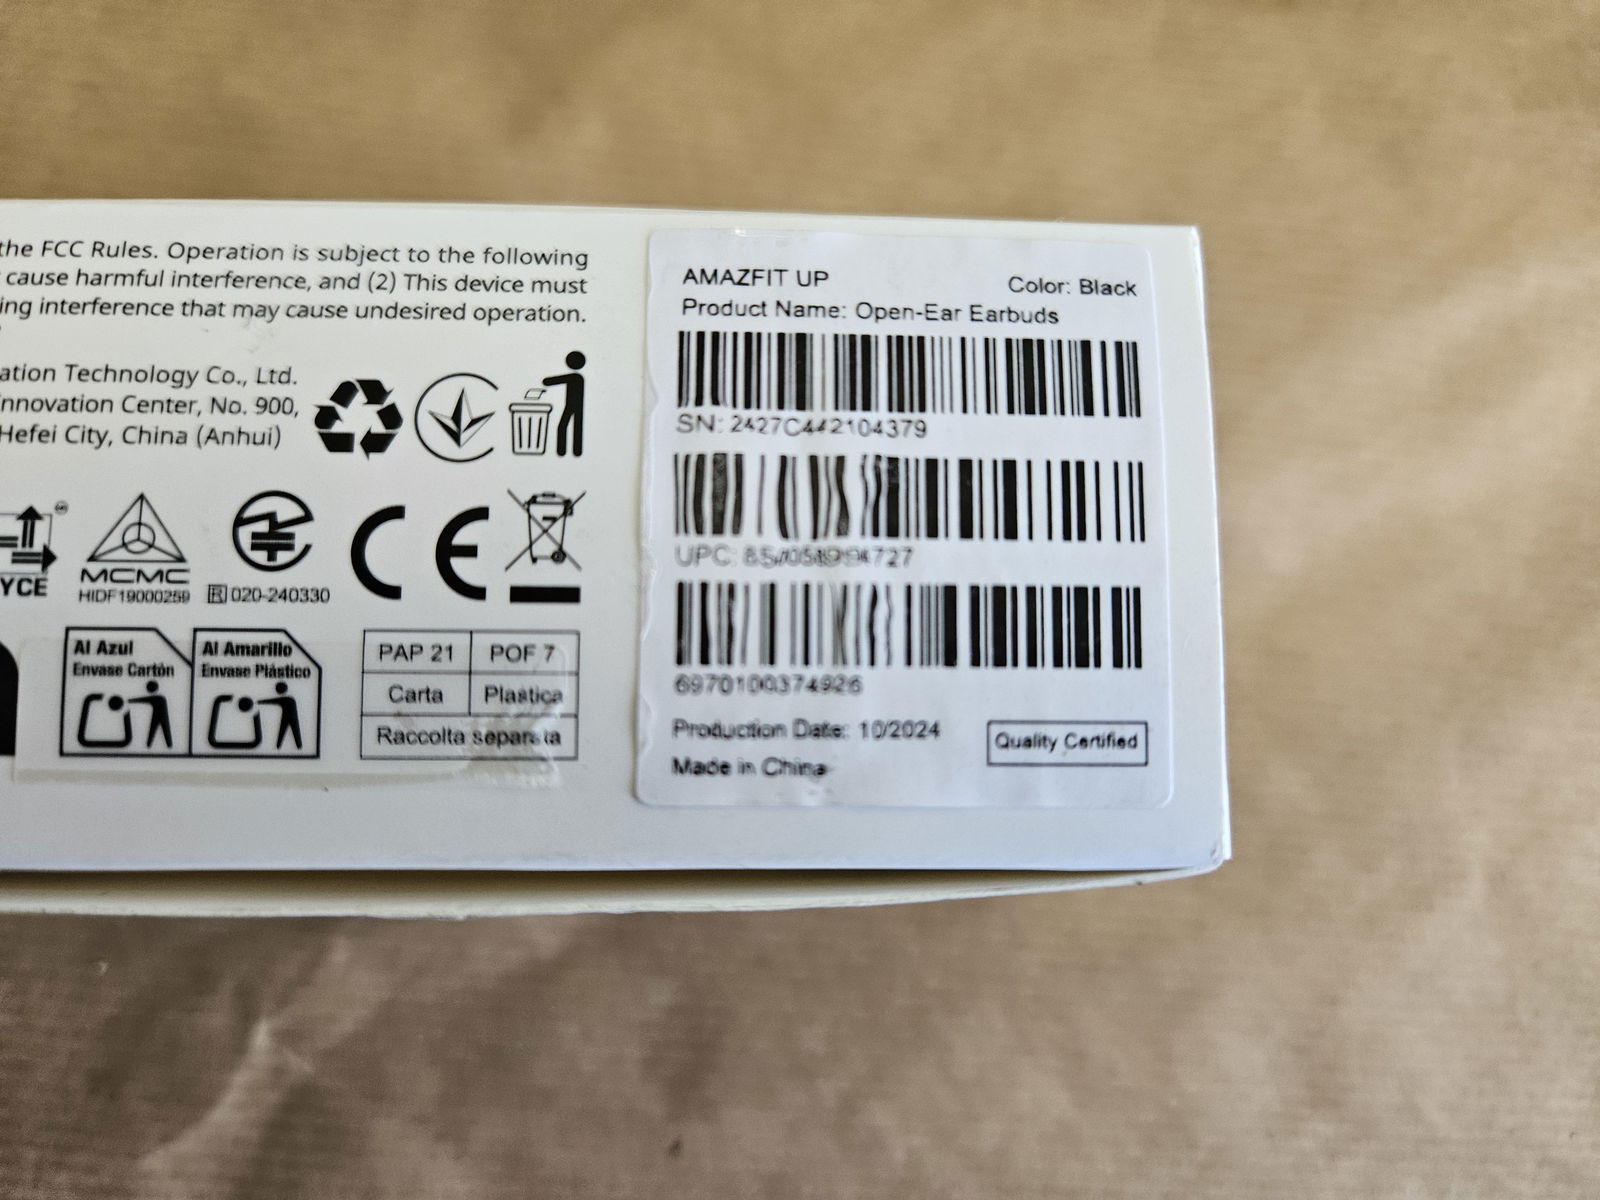 the FCC Rules. Operation is subject to the following
cause harmful interference, and (2) This device must
ing interference that may cause undesired operation.
ation Technology Co., Ltd.
nnovation Center, No. 900,
Hefei City, China (Anhui)
YCE
MCMC
HIDF19000259
R 020-240330
CE
Al Azul
Envase Cartón
Al Amarillo
Envase Plástico
PAP 21
POF 7
Carta
Plastica
Raccolta separata
AMAZFIT UP
Color: Black
Product Name: Open-Ear Earbuds
SN: 2427C442104379
UPC:
6970100374926
Production Date: 10/2024
Quality Certified
Made in China